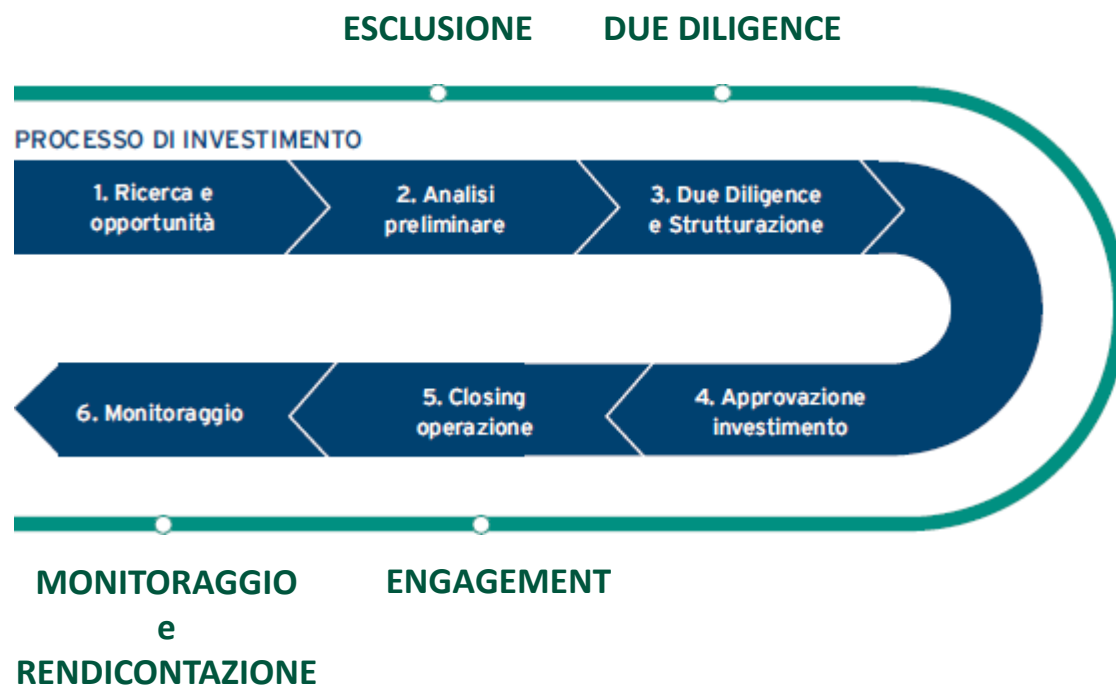 ESCLUSIONE DUE DILIGENCE
PROCESSO DI INVESTIMENTO
1. Ricerca e
opportunità
2. Analisi
preliminare
3. Due Diligence
e Strutturazione
4. Approvazione
investimento
5. Closing
operazione
6. Monitoraggio
MONITORAGGIO
e
RENDICONTAZIONE
ENGAGEMENT